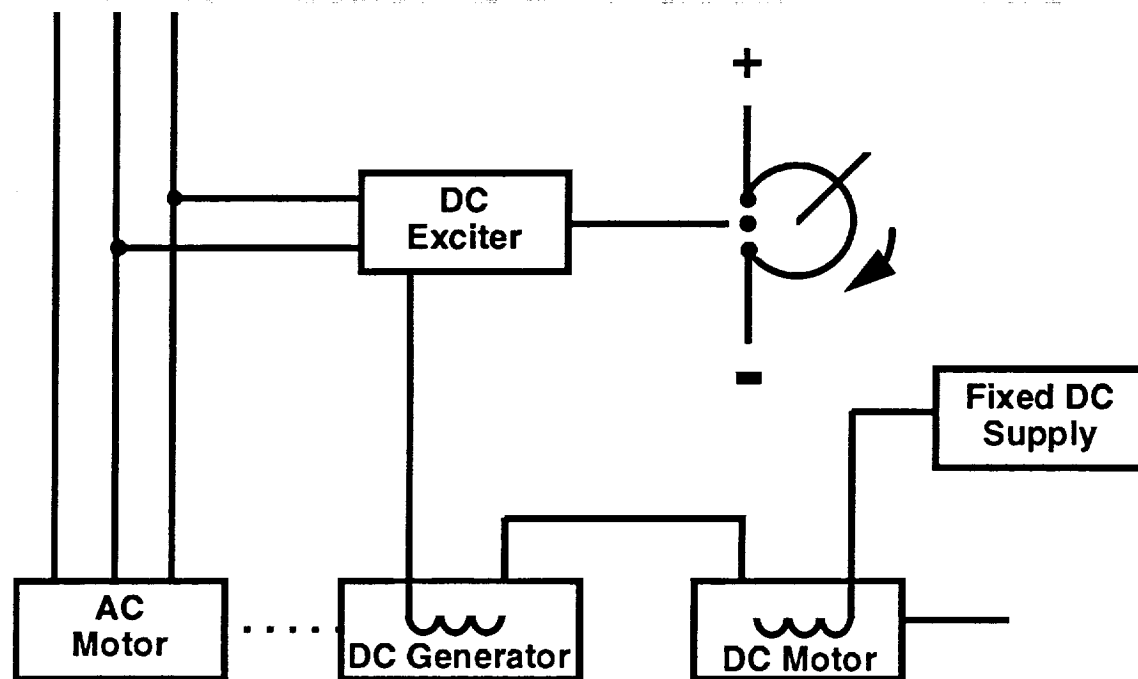 +
DC
Exciter
-
Fixed DC
Supply
AC
Motor
DC Generator
DC Motor